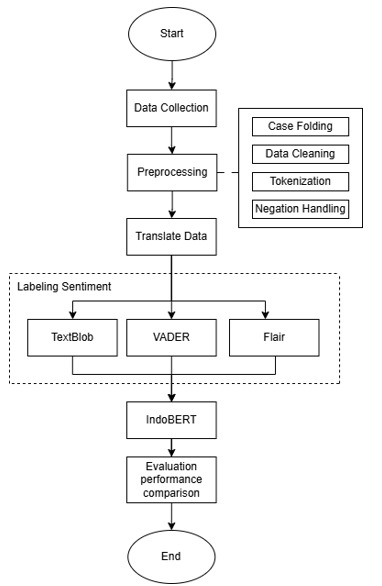 Start
Data Collection
Preprocessing
Case Folding
Data Cleaning
Tokenization
Negation Handling
Translate Data
Labeling Sentiment
TextBlob
VADER
Flair
IndoBERT
Evaluation
performance
comparison
End